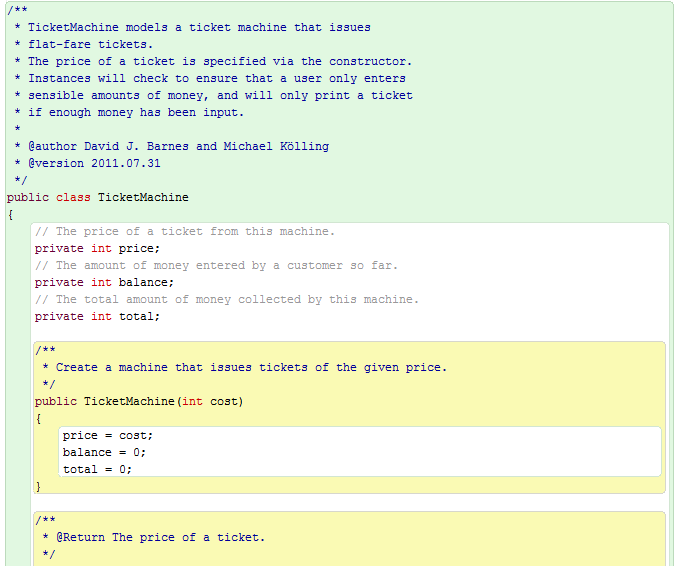 /**
 * TicketMachine models a ticket machine that issues
 * flat-fare tickets.
 * The price of a ticket is specified via the constructor.
 * Instances will check to ensure that a user only enters
 * sensible amounts of money, and will only print a ticket
 * if enough money has been input.
 *
 * @author David J. Barnes and Michael Kölling
 * @version 2011.07.31
 */
public class TicketMachine
{
    // The price of a ticket from this machine.
    private int price;
    // The amount of money entered by a customer so far.
    private int balance;
    // The total amount of money collected by this machine.
    private int total;

    /**
     * Create a machine that issues tickets of the given price.
     */
    public TicketMachine(int cost)
    {
        price = cost;
        balance = 0;
        total = 0;
    }

    /**
     * @Return The price of a ticket.
     */